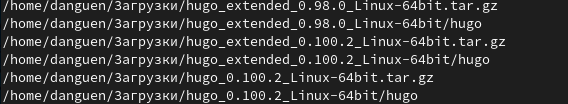 /home/danguen/Загрузки/hugo_extended_0.98.0_Linux-64bit.tar.gz
/home/danguen/Загрузки/hugo_extended_0.98.0_Linux-64bit/hugo
/home/danguen/Загрузки/hugo_extended_0.100.2_Linux-64bit.tar.gz
/home/danguen/Загрузки/hugo_extended_0.100.2_Linux-64bit/hugo
/home/danguen/Загрузки/hugo_0.100.2_Linux-64bit.tar.gz
/home/danguen/Загрузки/hugo_0.100.2_Linux-64bit/hugo